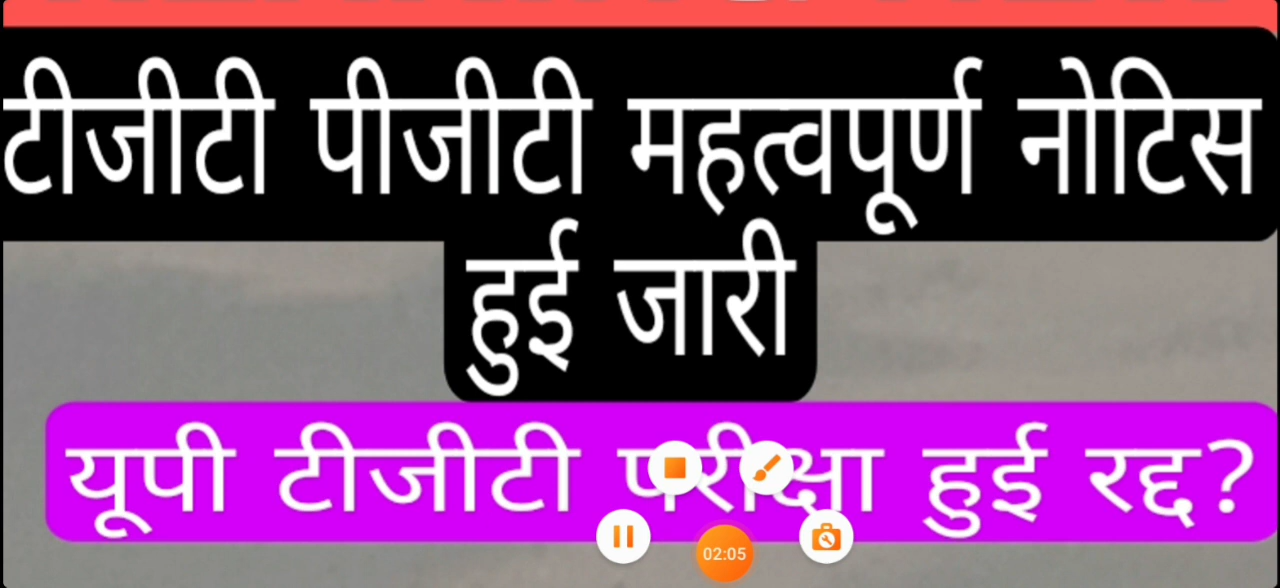 टीजीटी पीजीटी महत्वपूर्ण नोटिस
हुई जारी
यूपी टीजीटी परीक्षा हुई रद्द?
02:05